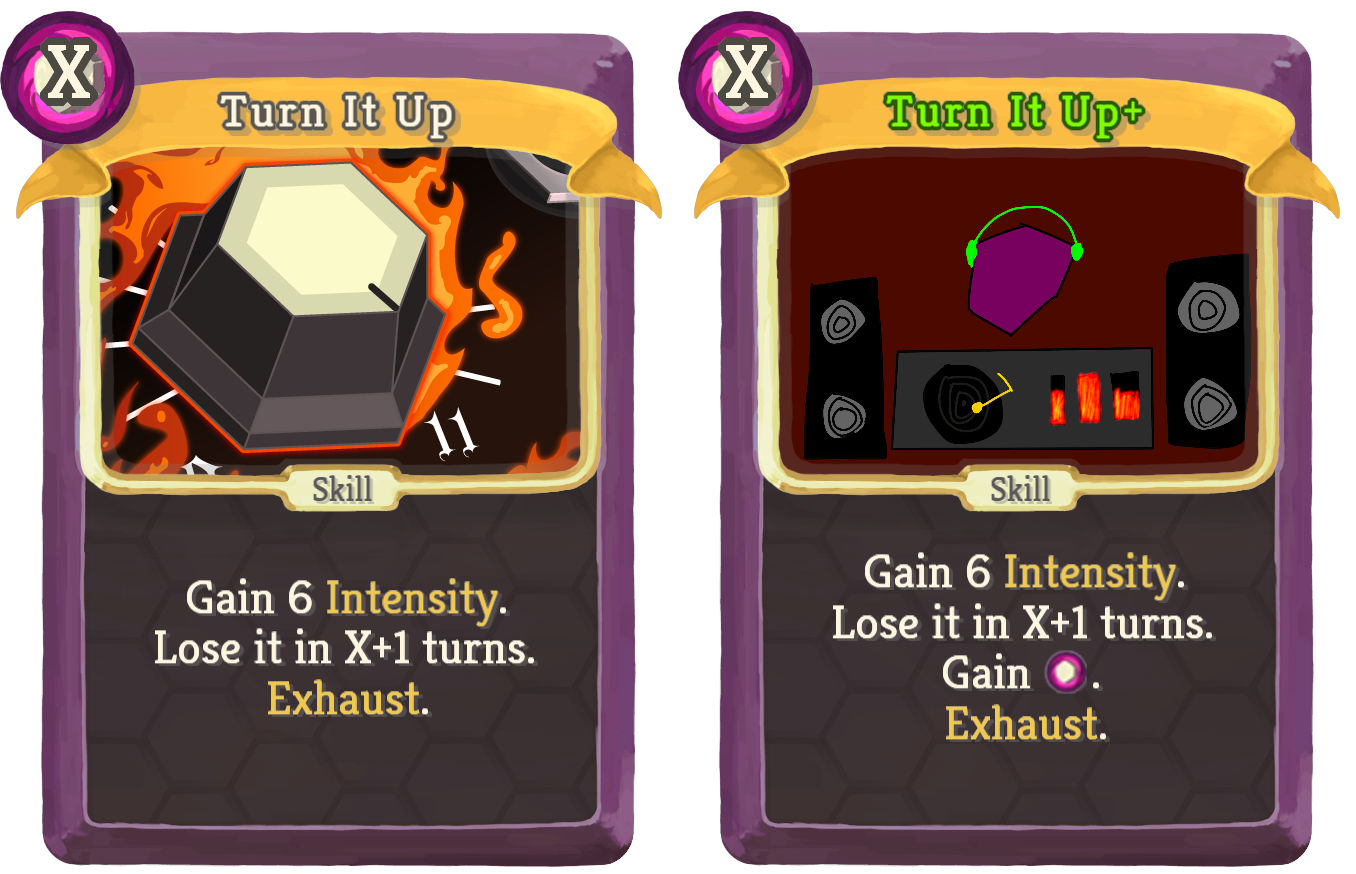 X
Turn It Up
11
Skill
Gain 6 Intensity.
Lose it in X+1 turns.
Exhaust.
X
Turn It Up+
Skill
Gain 6 Intensity.
Lose it in X+1 turns.
Gain .
Exhaust.